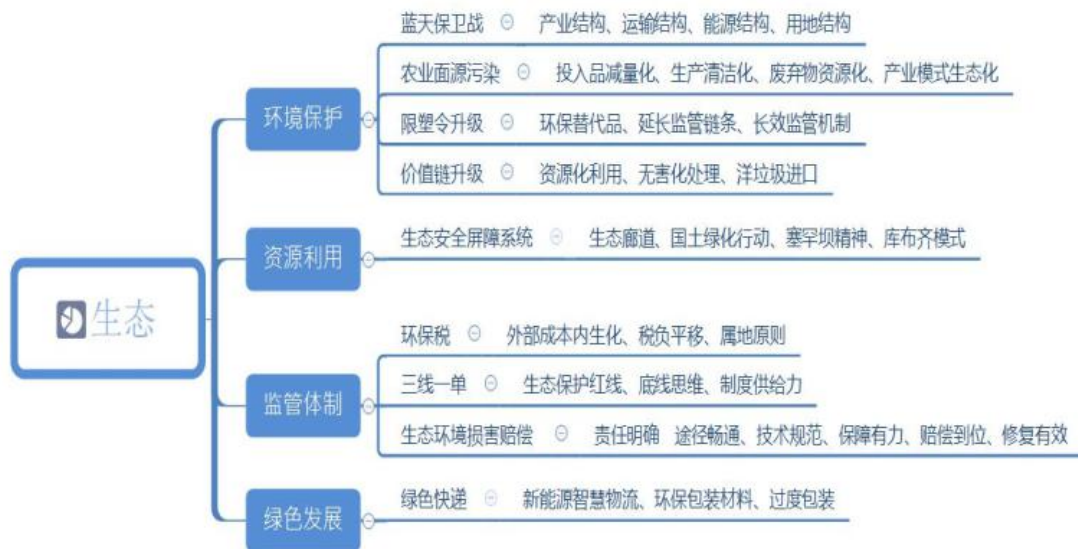 生态
环境保护
蓝天保卫战 产业结构、运输结构、能源结构、用地结构
农业面源污染 投入品减量化、生产清洁化、废弃物资源化、产业模式生态化
限塑令升级 环保替代品、延长监管链条、长效监管机制
价值链升级 资源化利用、无害化处理、洋垃圾进口
资源利用
生态安全屏障系统 生态廊道、国土绿化行动、塞罕坝精神、库布齐模式
监管体制
环保税 外部成本内生化、税负平移、属地原则
三线一单 生态保护红线、底线思维、制度供给力
生态环境损害赔偿 责任明确 途径畅通、技术规范、保障有力、赔偿到位、修复有效
绿色发展
绿色快递 新能源智慧物流、环保包装材料、过度包装